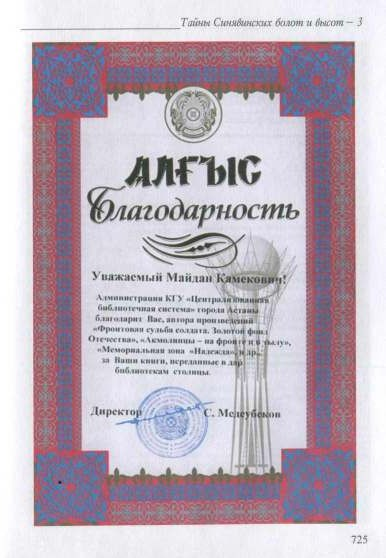 Тайны Синявинских болот и высот – 3
АЛҒЫС
Благодарность
Уважаемый Майдан Камекович!
Администрация КГУ «Централизованная
библиотечная система» города Астаны
благодарит Вас, автора произведений
«Фронтовая судьба солдата. Золотой фонд
Отечества», «Акмолинцы – на фронте и в тылу»,
«Мемориальная зона «Надежда», и др.,
за Ваши книги, переданные в дар
библиотекам столицы.
Директор С. Медеубеков
725